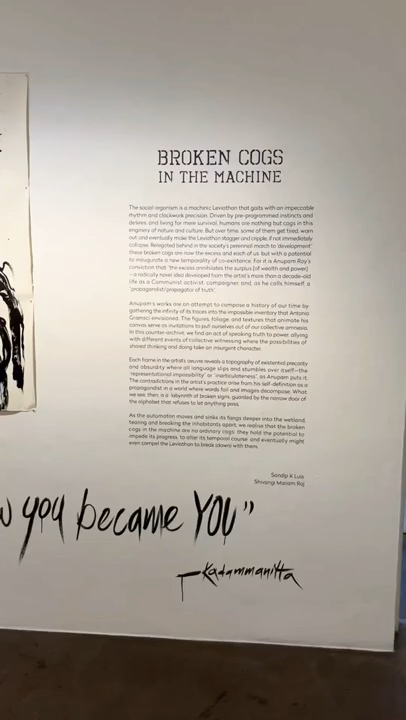 BROKEN COGS
IN THE MACHINE
The social organism is a machinic Leviathan that gaits with an impeccable
rhythm and clockwork precision. Driven by pre-programmed instincts and
desires, and living for mere survival, humans are nothing but cogs in this
enginery of nature and culture. But over time, some of them get tired, worn
out and eventually make the Leviathan stagger and cripple, if not immediately
collapse. Relegated behind in the society's perennial march to 'development'
these broken cogs are now the excess and each of us, but with a potential
to inaugurate a new temporality of co-existence. For it is Anupam Roy's
conviction that 'the excess annihilates the surplus [of wealth and power]'
—a radically novel idea developed from the artist's more than a decade-old
life as a Communist activist, campaigner and, as he calls himself, a
'propagandist/propagator of truth'.
Anupam's works are an attempt to compose a history of our time by
gathering the infinity of its traces into the impossible inventory that Antonio
Gramsci envisioned. The figures, foliage, and textures that animate his
canvas serve as invitations to pull ourselves out of our collective amnesia.
In this counter-archive, we find an act of speaking truth to power, allying
with different events of collective witnessing where the possibilities of
shared thinking and doing take an insurgent character.
Each frame in the artist's oeuvre reveals a topography of existential precarity
and absurdity where all language slips and stumbles over itself—the
'representational impossibility' or 'inarticulateness', as Anupam puts it.
The contradictions in the artist's practice arise from his self-definition as a
propagandist in a world where words fail and images decompose. What
we see, then, is a labyrinth of broken signs, guarded by the narrow door of
the alphabet that refuses to let anything pass.
As the automaton moves and sinks its fangs deeper into the wetland,
tearing and breaking the inhabitants apart, we realise that the broken
cogs in the machine are no ordinary cogs: they hold the potential to
impede its progress, to alter its temporal course and eventually might
even compel the Leviathan to break down with them.
Sandip K Luis
Shivangi Mariam Raj
you became YOU"
Kadammanitta